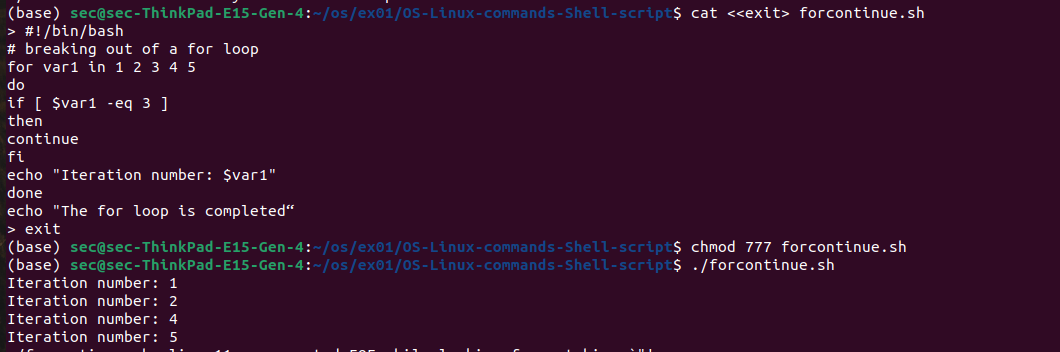 (base) sec@sec-ThinkPad-E15-Gen-4:~/os/ex01/OS-Linux-commands-Shell-script$ cat <<exit> forcontinue.sh
> #!/bin/bash
# breaking out of a for loop
for var1 in 1 2 3 4 5
do
if [ $var1 -eq 3 ]
then
continue
fi
echo "Iteration number: $var1"
done
echo "The for loop is completed“
> exit
(base) sec@sec-ThinkPad-E15-Gen-4:~/os/ex01/OS-Linux-commands-Shell-script$ chmod 777 forcontinue.sh
(base) sec@sec-ThinkPad-E15-Gen-4:~/os/ex01/OS-Linux-commands-Shell-script$ ./forcontinue.sh
Iteration number: 1
Iteration number: 2
Iteration number: 4
Iteration number: 5